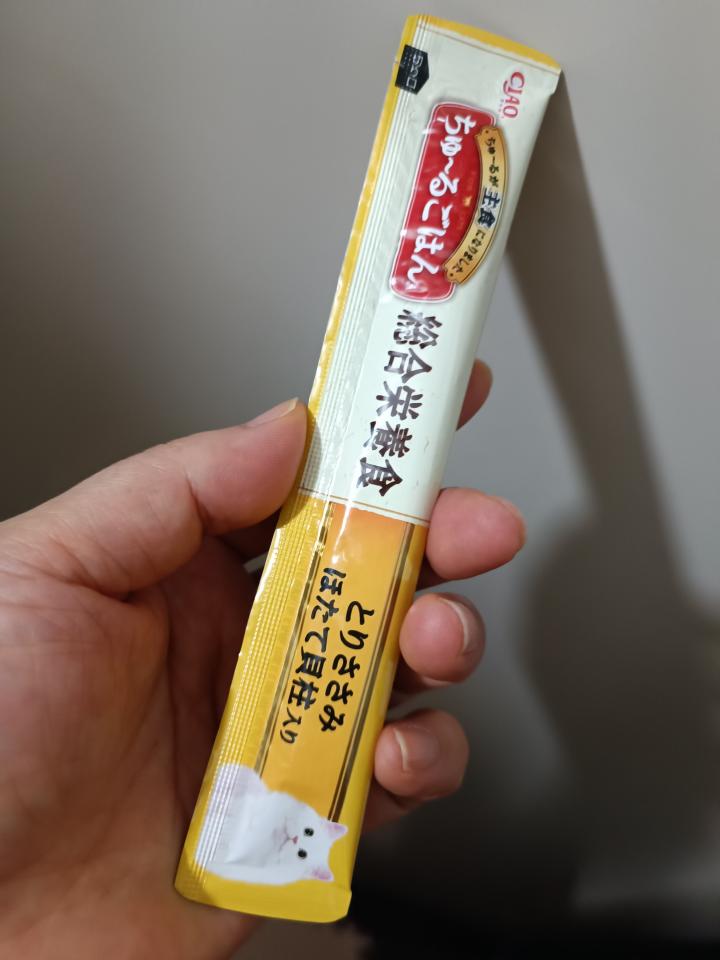 CIAO
ちゅ～るが主食になりました。
ちゅ～るごはん
総合栄養食
とりささみ
ほたて貝柱入り